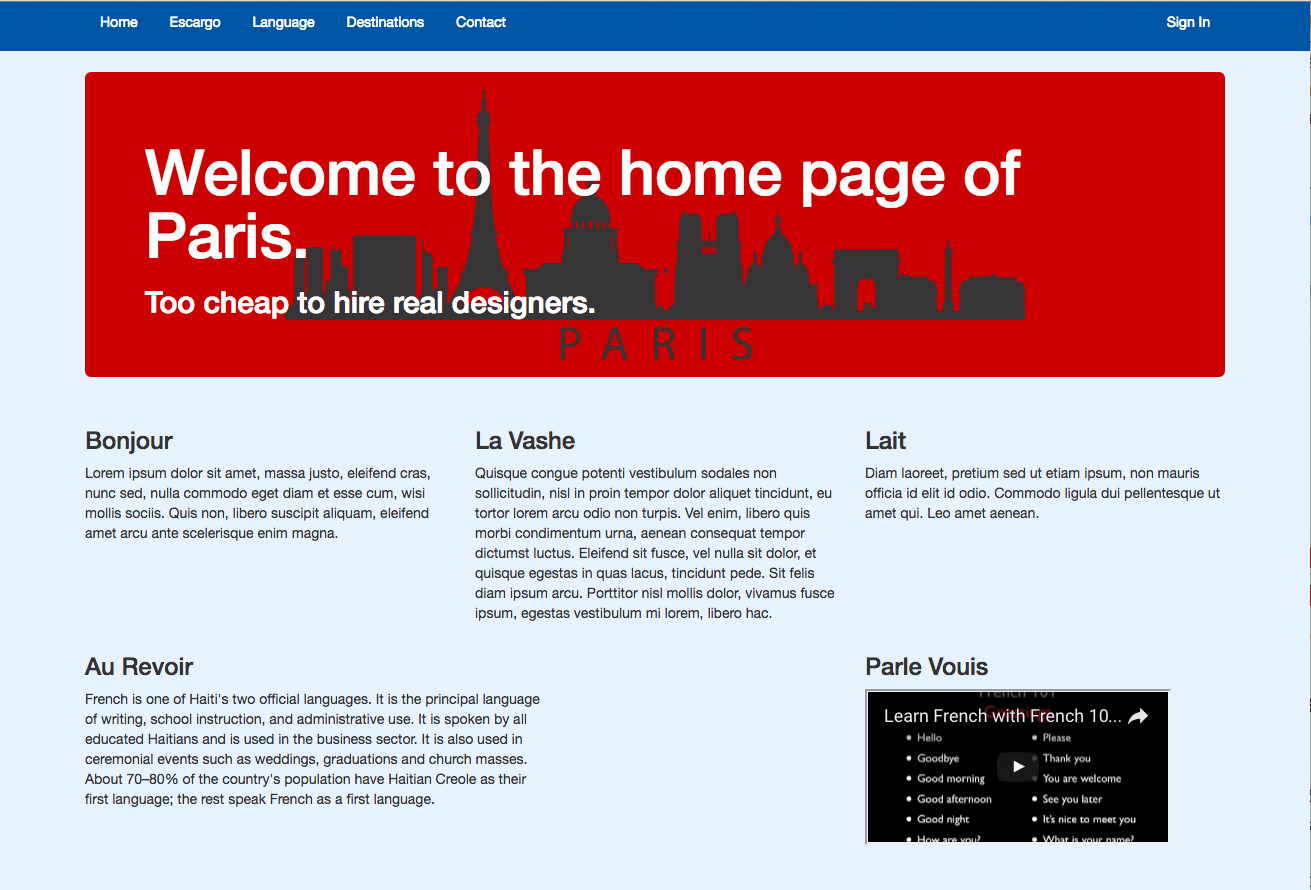 Home Escargo Language Destinations Contact Sign In
Welcome to the home page of
Paris.
Too cheap to hire real designers.
PARIS
Bonjour
Lorem ipsum dolor sit amet, massa justo, eleifend cras,
nunc sed, nulla commodo eget diam et esse cum, wisi
mollis sociis. Quis non, libero suscipit aliquam, eleifend
amet arcu ante scelerisque enim magna.
La Vashe
Quisque congue potenti vestibulum sodales non
sollicitudin, nisl in proin tempor dolor aliquet tincidunt, eu
tortor lorem arcu odio non turpis. Vel enim, libero quis
morbi condimentum urna, aenean consequat tempor
dictumst luctus. Eleifend sit fusce, vel nulla sit dolor, et
quisque egestas in quas lacus, tincidunt pede. Sit felis
diam ipsum arcu. Porttitor nisl mollis dolor, vivamus fusce
ipsum, egestas vestibulum mi lorem, libero hac.
Lait
Diam laoreet, pretium sed ut etiam ipsum, non mauris
officia id elit id odio. Commodo ligula dui pellentesque ut
amet qui. Leo amet aenean.
Au Revoir
French is one of Haiti's two official languages. It is the principal language
of writing, school instruction, and administrative use. It is spoken by all
educated Haitians and is used in the business sector. It is also used in
ceremonial events such as weddings, graduations and church masses.
About 70–80% of the country's population have Haitian Creole as their
first language; the rest speak French as a first language.
Parle Vouis
French 101
Learn French with French 10...
Greetings
• Hello
• Goodbye
• Good morning
• Good afternoon
• Good night
• How are you?
• Please
• Thank you
• You are welcome
• See you later
• It's nice to meet you
• What is your name?